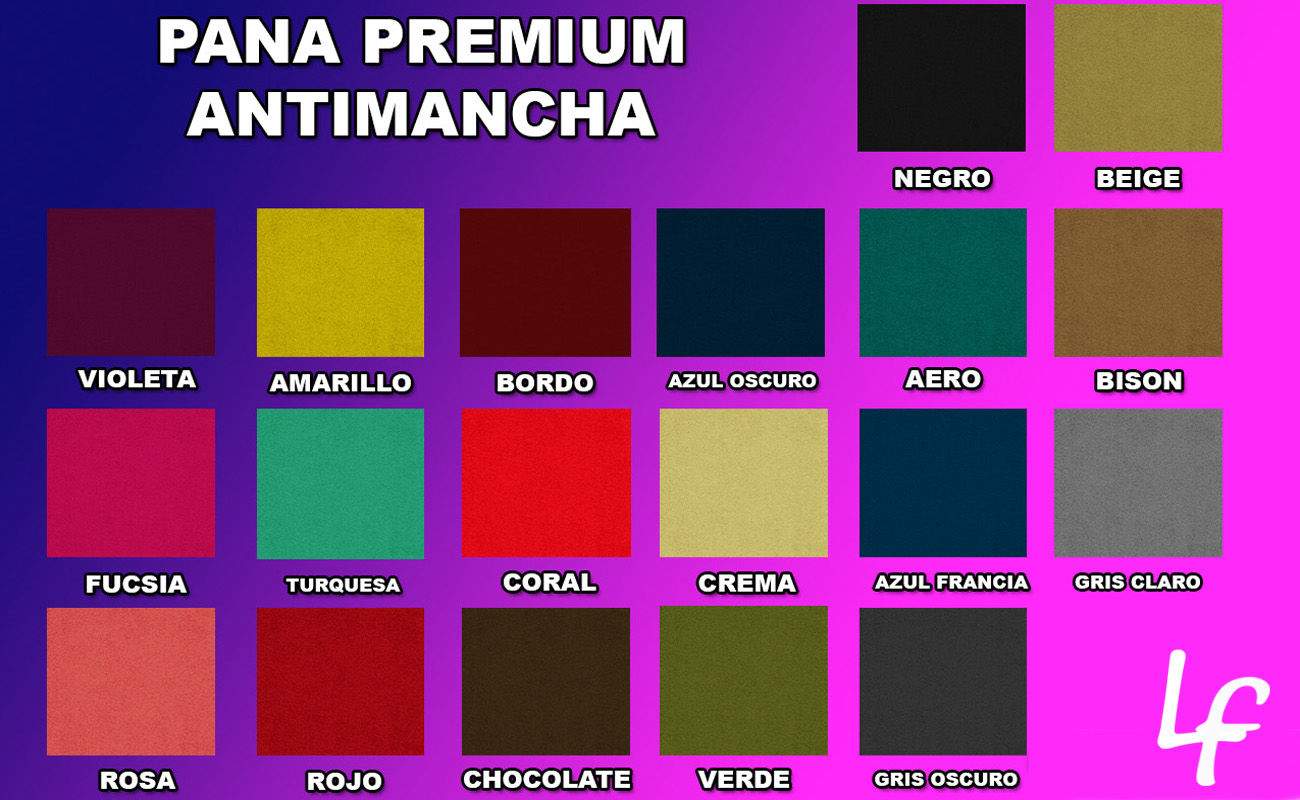 PANA PREMIUM
ANTIMANCHA
NEGRO
BEIGE
VIOLETA
AMARILLO
BORDO
AZUL OSCURO
AERO
BISON
FUCSIA
TURQUESA
CORAL
CREMA
AZUL FRANCIA
GRIS CLARO
ROSA
ROJO
CHOCOLATE
VERDE
GRIS OSCURO
Lf